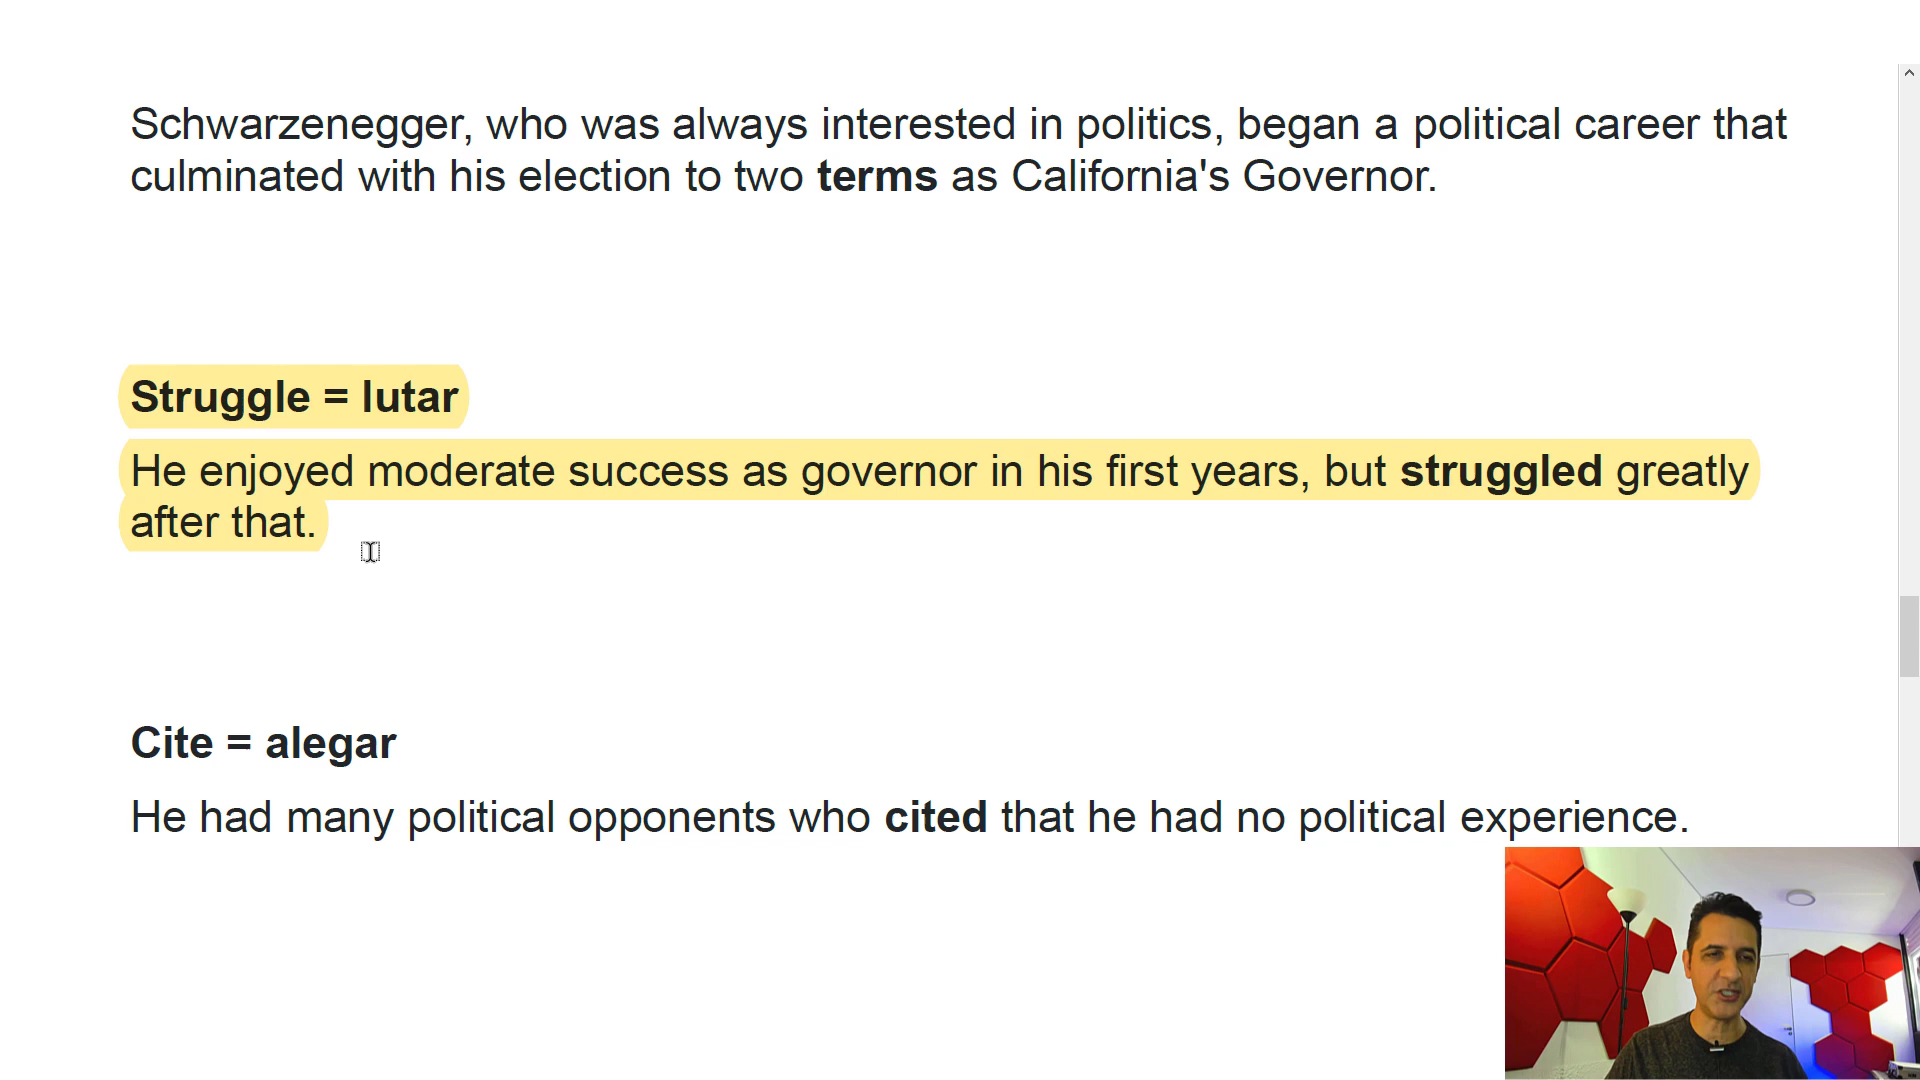 Schwarzenegger, who was always interested in politics, began a political career that
culminated with his election to two terms as California's Governor.
Struggle = lutar
He enjoyed moderate success as governor in his first years, but struggled greatly
after that.
Cite = alegar
He had many political opponents who cited that he had no political experience.